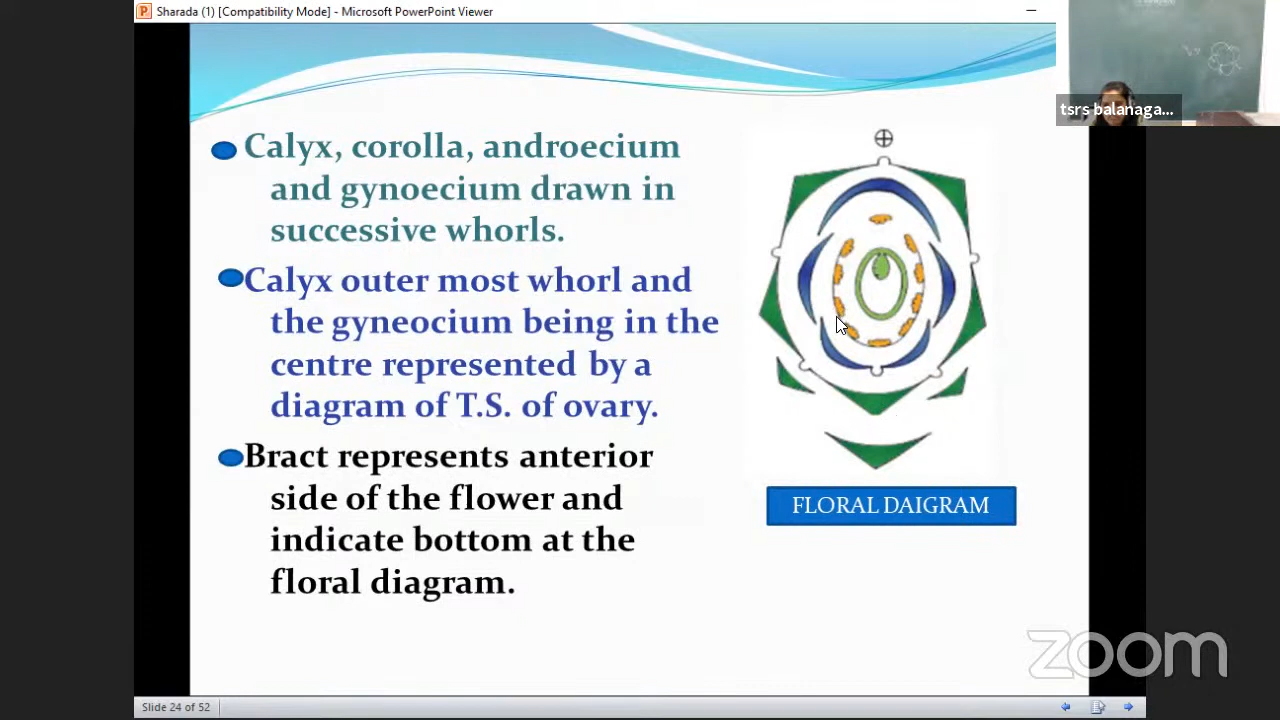 Sharada (1) [Compatibility Mode] - Microsoft PowerPoint Viewer
tsrs balanaga...
Calyx, corolla, androecium
and gynoecium drawn in
successive whorls.
Calyx outer most whorl and
the gyneocium being in the
centre represented by a
diagram of T.S. of ovary.
Bract represents anterior
side of the flower and
indicate bottom at the
floral diagram.
FLORAL DAIGRAM
zoom
Slide 24 of 52